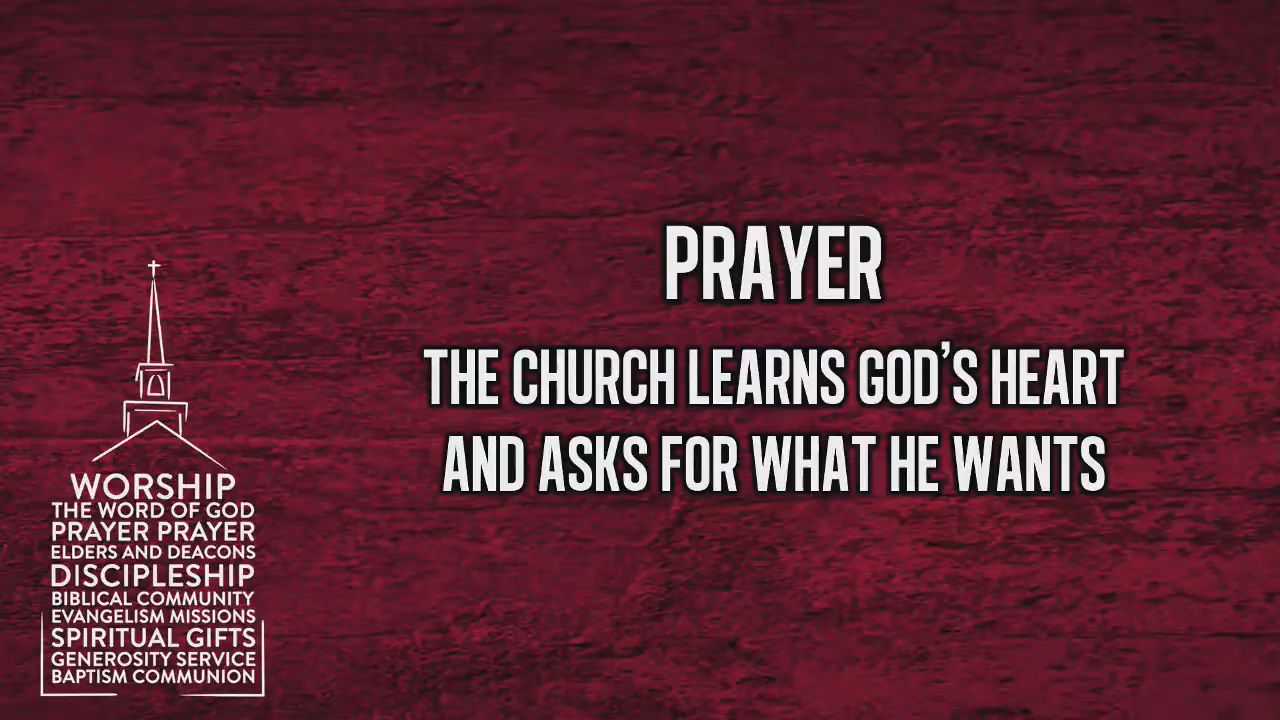 PRAYER
THE CHURCH LEARNS GOD'S HEART
AND ASKS FOR WHAT HE WANTS
WORSHIP
THE WORD OF GOD
PRAYER PRAYER
ELDERS AND DEACONS
DISCIPLESHIP
BIBLICAL COMMUNITY
EVANGELISM MISSIONS
SPIRITUAL GIFTS
GENEROSITY SERVICE
BAPTISM COMMUNION